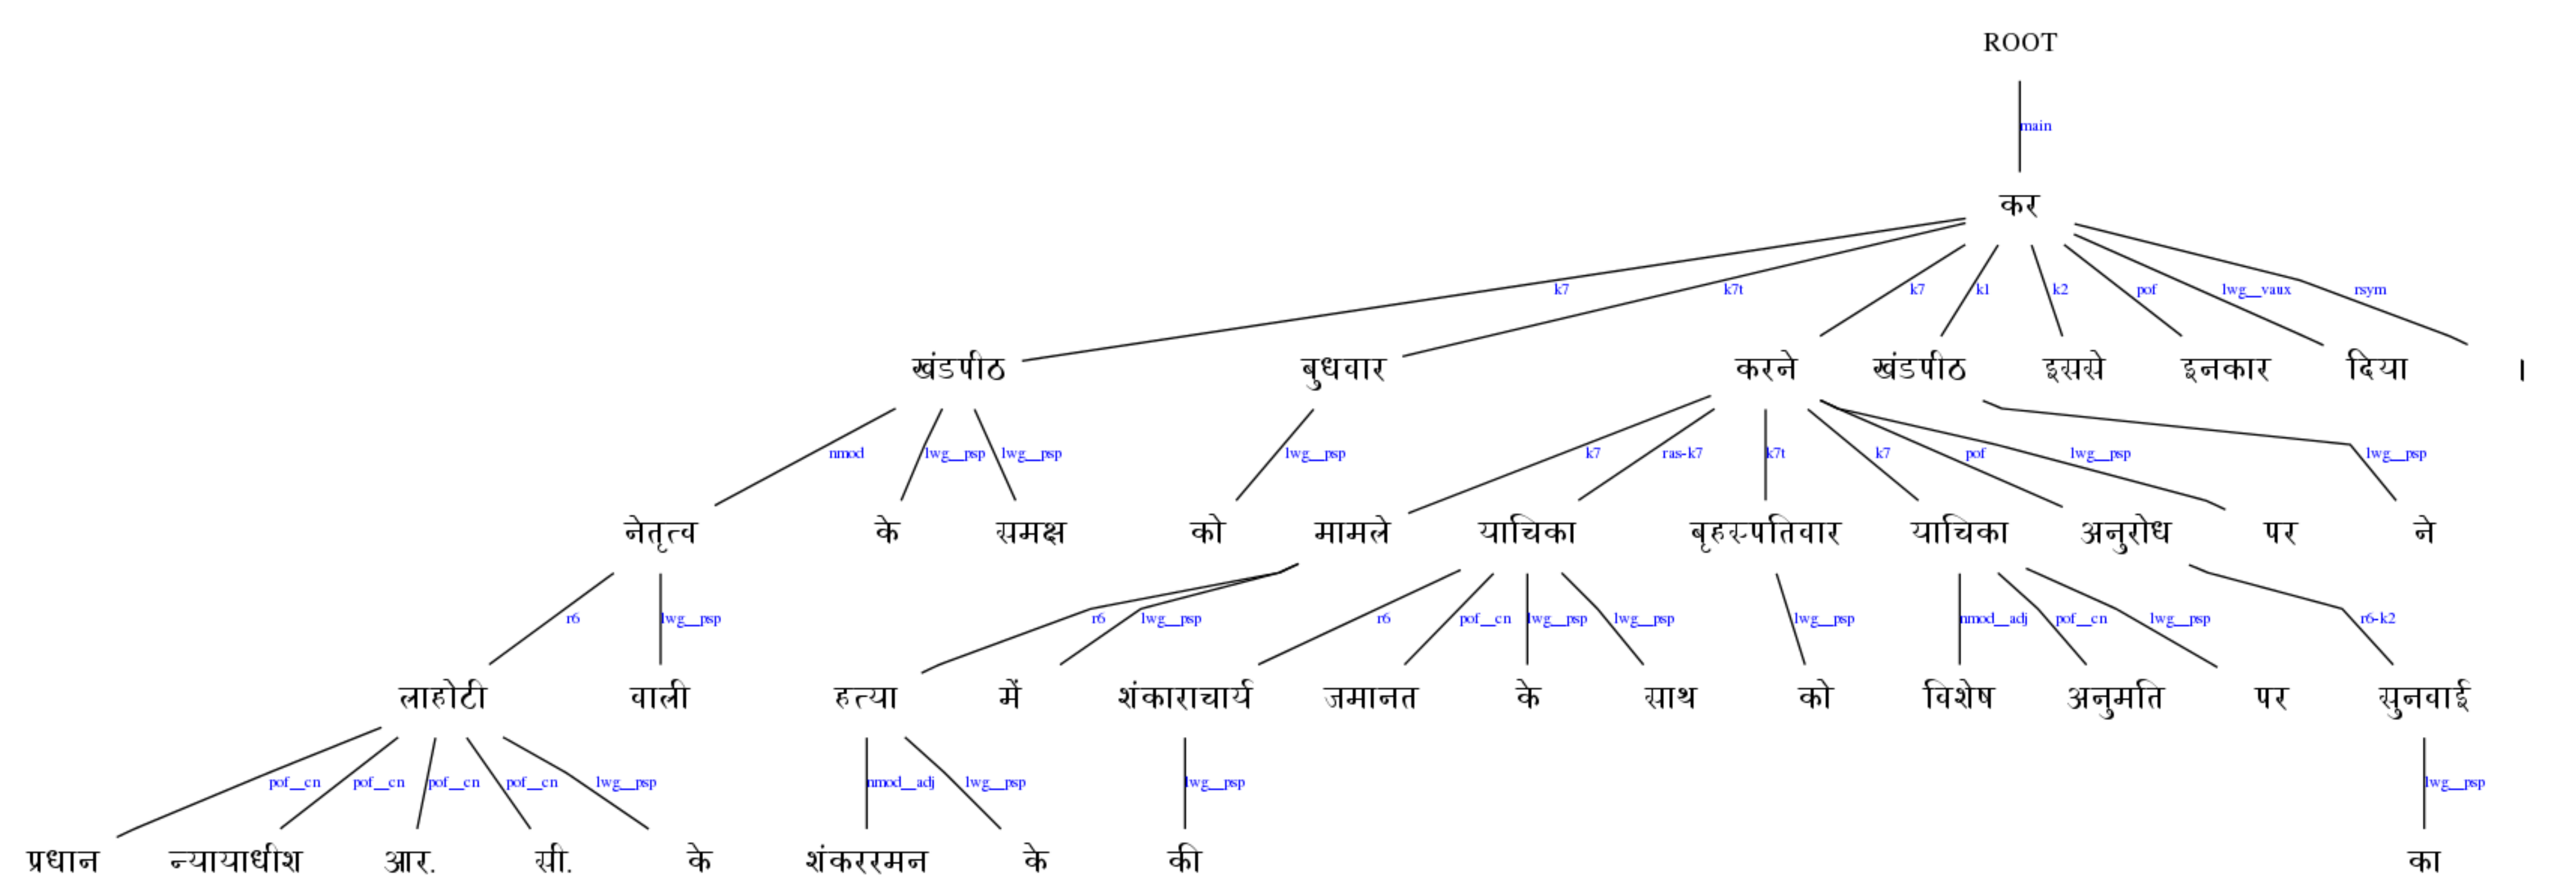 ROOT
main
कर
k7 k7t k7 k1 k2 pof lwg__vaux rsym
खंडपीठ बुधवार करने खंडपीठ इससे इनकार दिया ।
nmod lwg__psp lwg__psp lwg__psp k7 ras-k7 k7t k7 pof lwg__psp lwg__psp
नेतृत्व के समक्ष को मामले याचिका बृहस्पतिवार याचिका अनुरोध पर ने
r6 lwg__psp r6 lwg__psp r6 pof__cn lwg__psp lwg__psp lwg__psp nmod__adj pof__cn lwg__psp r6-k2
लाहोटी वाली हत्या में शंकाराचार्य जमानत के साथ को विशेष अनुमति पर सुनवाई
pof__cn pof__cn pof__cn pof__cn lwg__psp nmod__adj lwg__psp lwg__psp lwg__psp
प्रधान न्यायाधीश आर. सी. के शंकररमन के की का